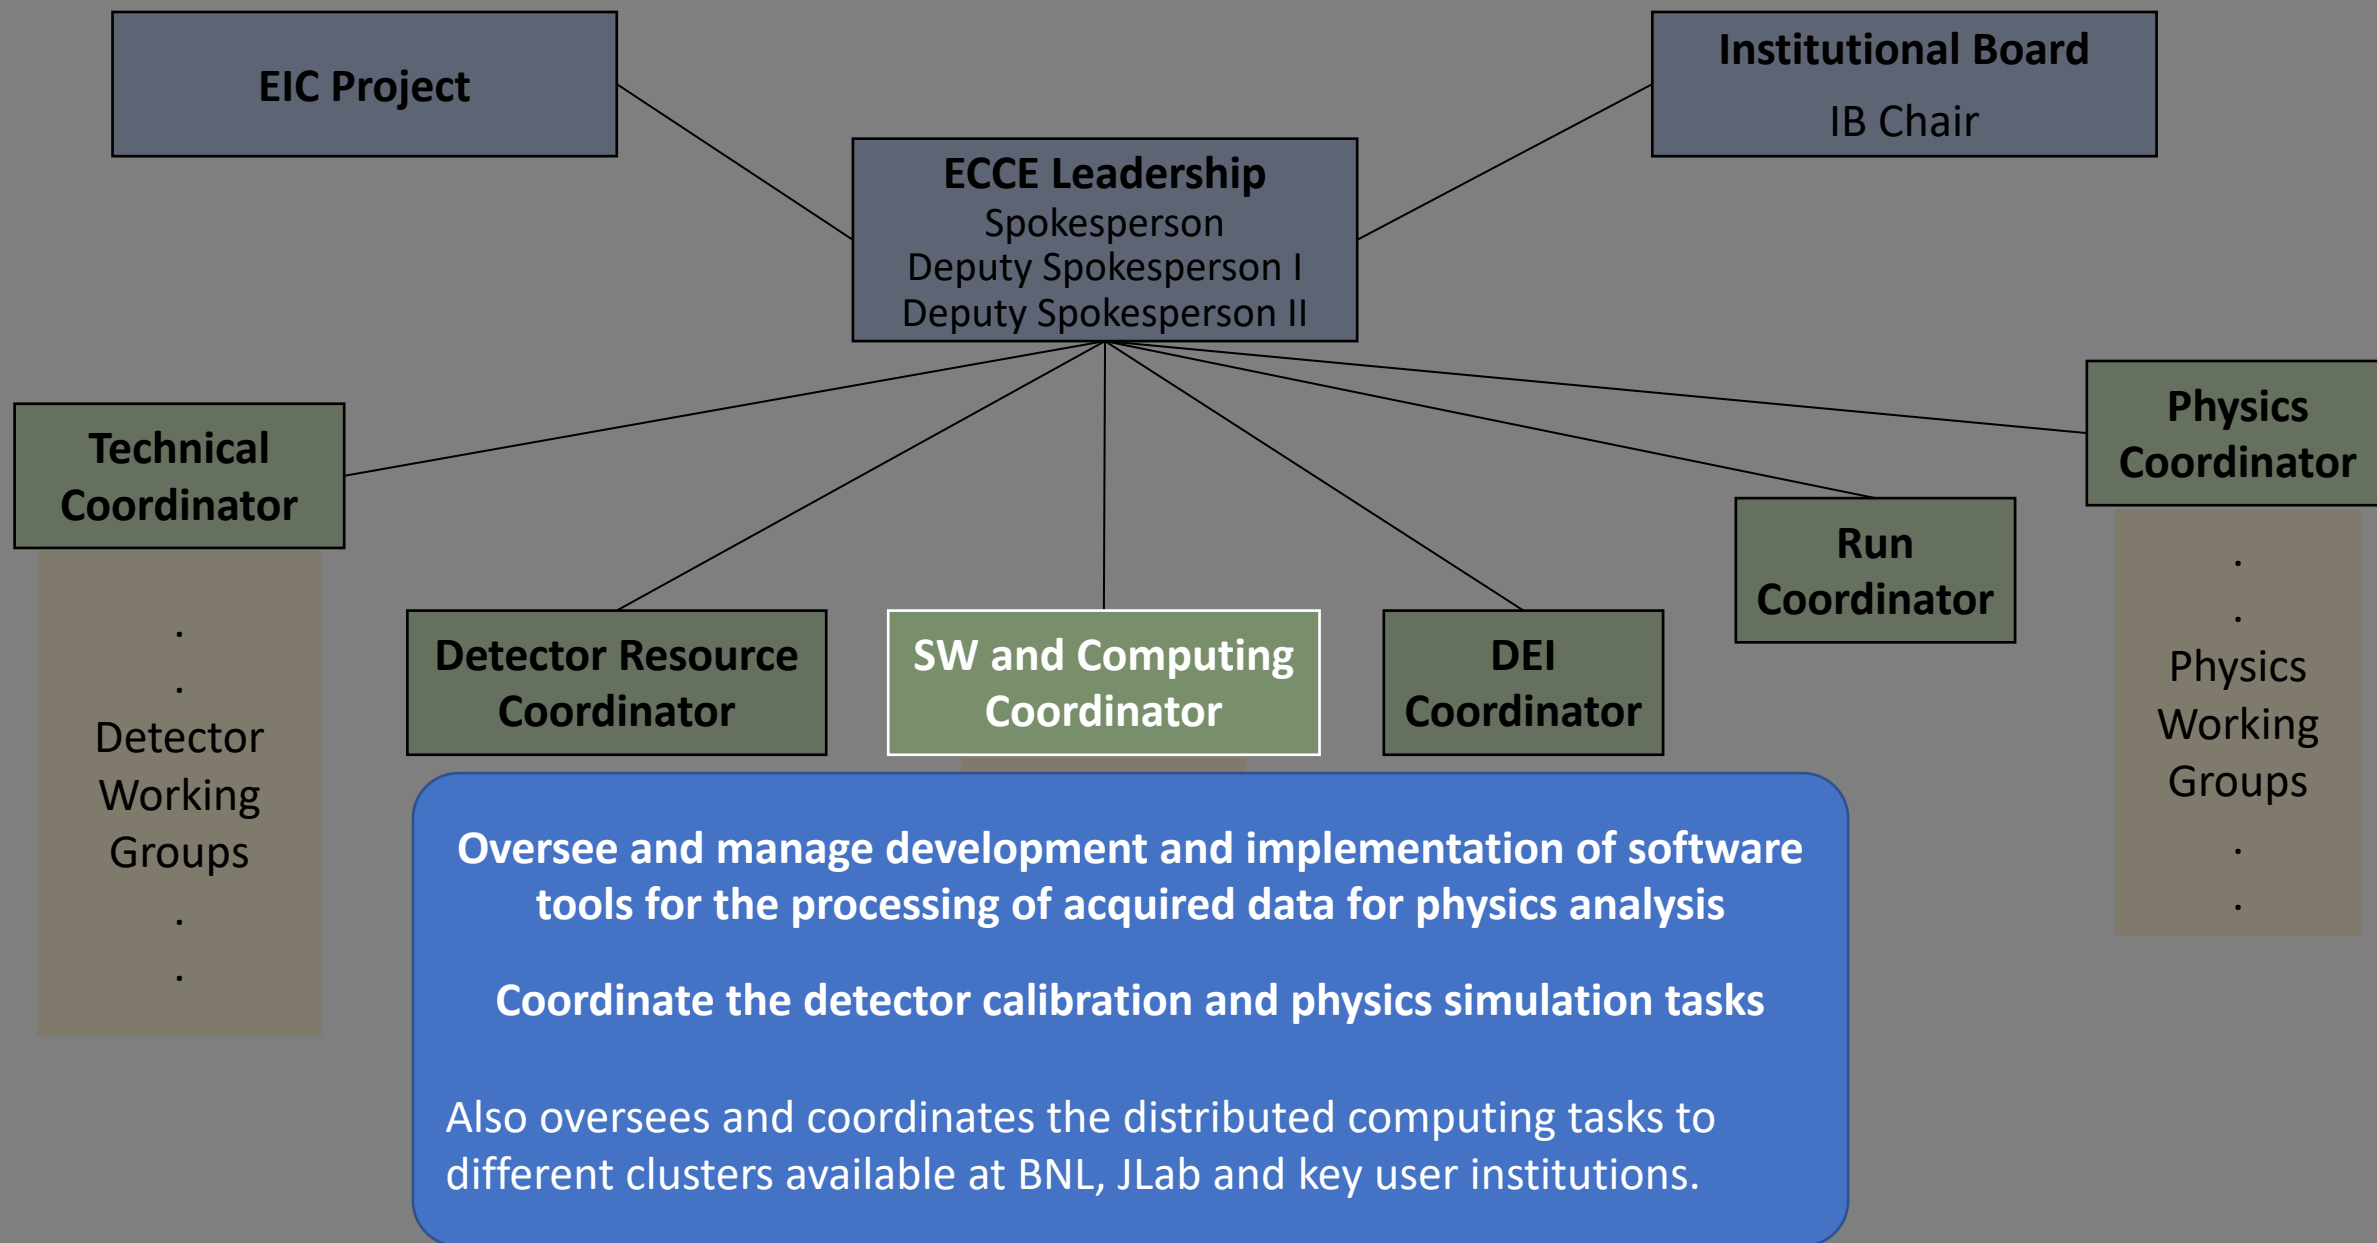 EIC Project
Institutional Board
IB Chair
ECCE Leadership
Spokesperson
Deputy Spokesperson I
Deputy Spokesperson II
Technical
Coordinator
.
.
Detector
Working
Groups
.
.
Detector Resource
Coordinator
SW and Computing
Coordinator
DEI
Coordinator
Run
Coordinator
Physics
Coordinator
.
.
Physics
Working
Groups
.
.
Oversee and manage development and implementation of software
tools for the processing of acquired data for physics analysis
Coordinate the detector calibration and physics simulation tasks
Also oversees and coordinates the distributed computing tasks to
different clusters available at BNL, JLab and key user institutions.